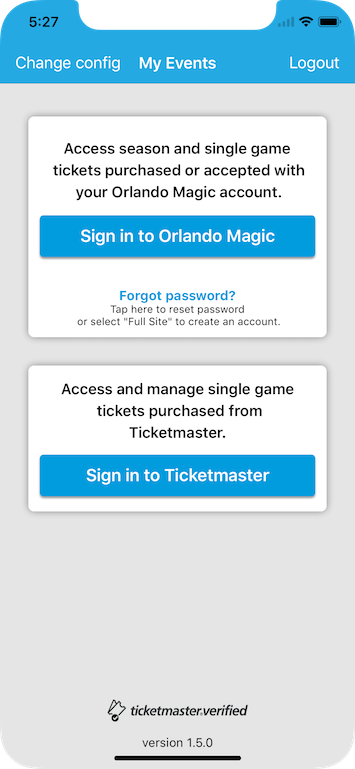 5:27
Change config My Events Logout
Access season and single game
tickets purchased or accepted with
your Orlando Magic account.
Sign in to Orlando Magic
Forgot password?
Tap here to reset password
or select "Full Site" to create an account.
Access and manage single game
tickets purchased from
Ticketmaster.
Sign in to Ticketmaster
ticketmaster.verified
version 1.5.0